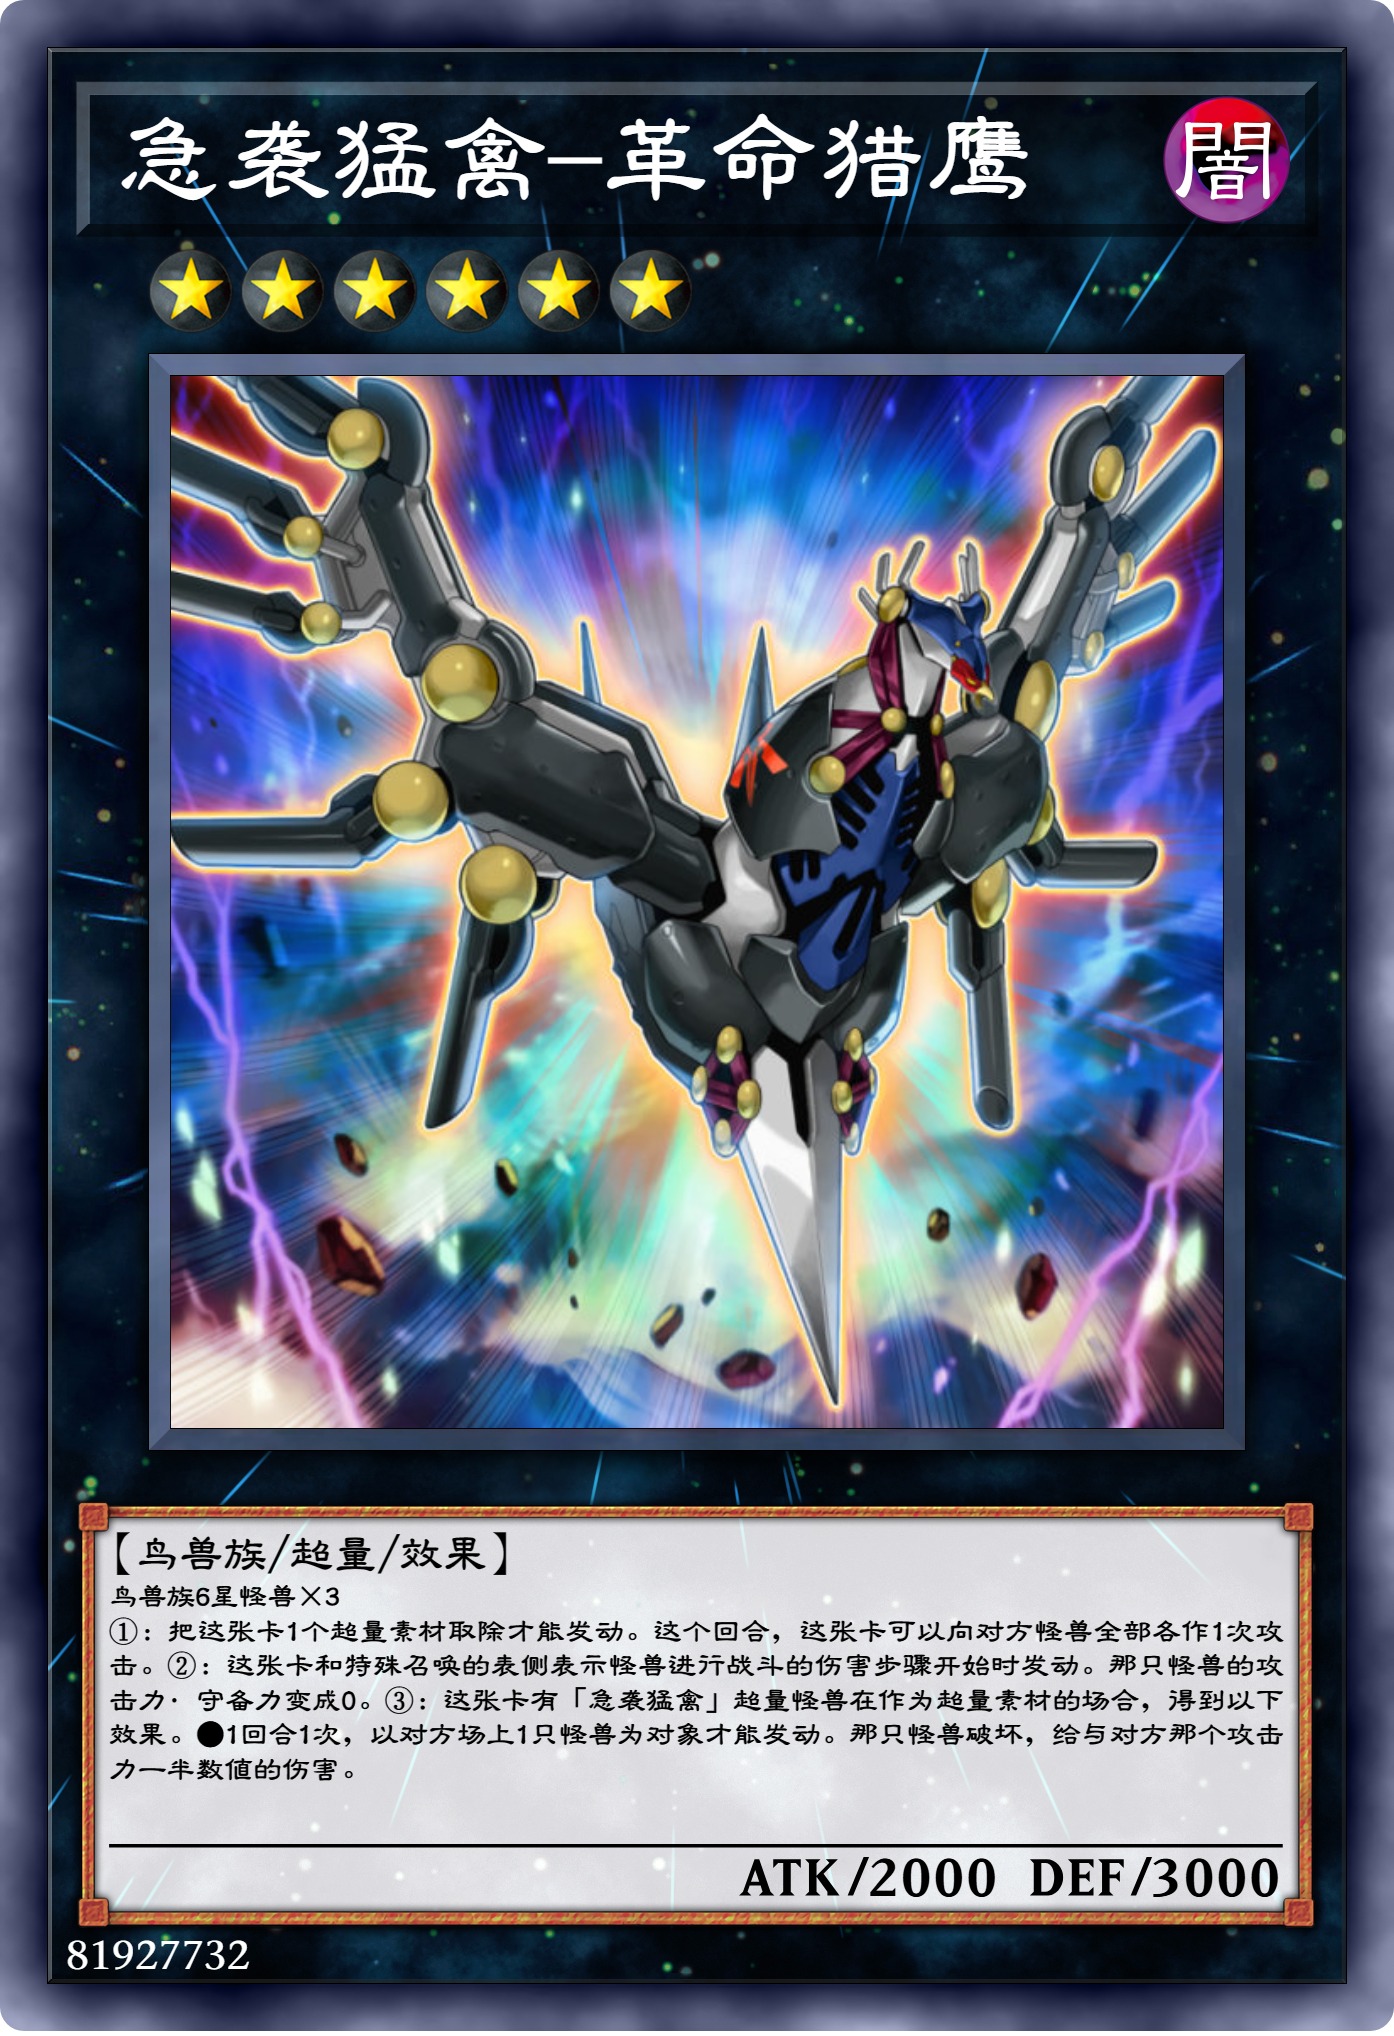 急袭猛禽-革命猎鹰
闇
【鸟兽族/超量/效果】
鸟兽族6星怪兽×3
①：把这张卡1个超量素材取除才能发动。这个回合，这张卡可以向对方怪兽全部各作1次攻
击。②：这张卡和特殊召唤的表侧表示怪兽进行战斗的伤害步骤开始时发动。那只怪兽的攻
击力·守备力变成0。③：这张卡有「急袭猛禽」超量怪兽在作为超量素材的场合，得到以下
效果。●1回合1次，以对方场上1只怪兽为对象才能发动。那只怪兽破坏，给与对方那个攻击
力一半数值的伤害。
ATK/2000 DEF/3000
81927732